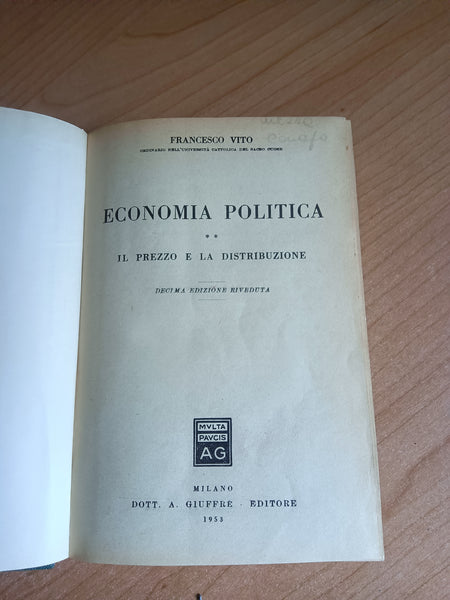 FRANCESCO VITO
ORDINARIO NELL'UNIVERSITÀ CATTOLICA DEL SACRO CUORE
ECONOMIA POLITICA
* *
IL PREZZO E LA DISTRIBUZIONE
DECIMA EDIZIONE RIVEDUTA
MVLTA
PAVCIS
AG
MILANO
DOTT. A. GIUFFRÈ - EDITORE
1953